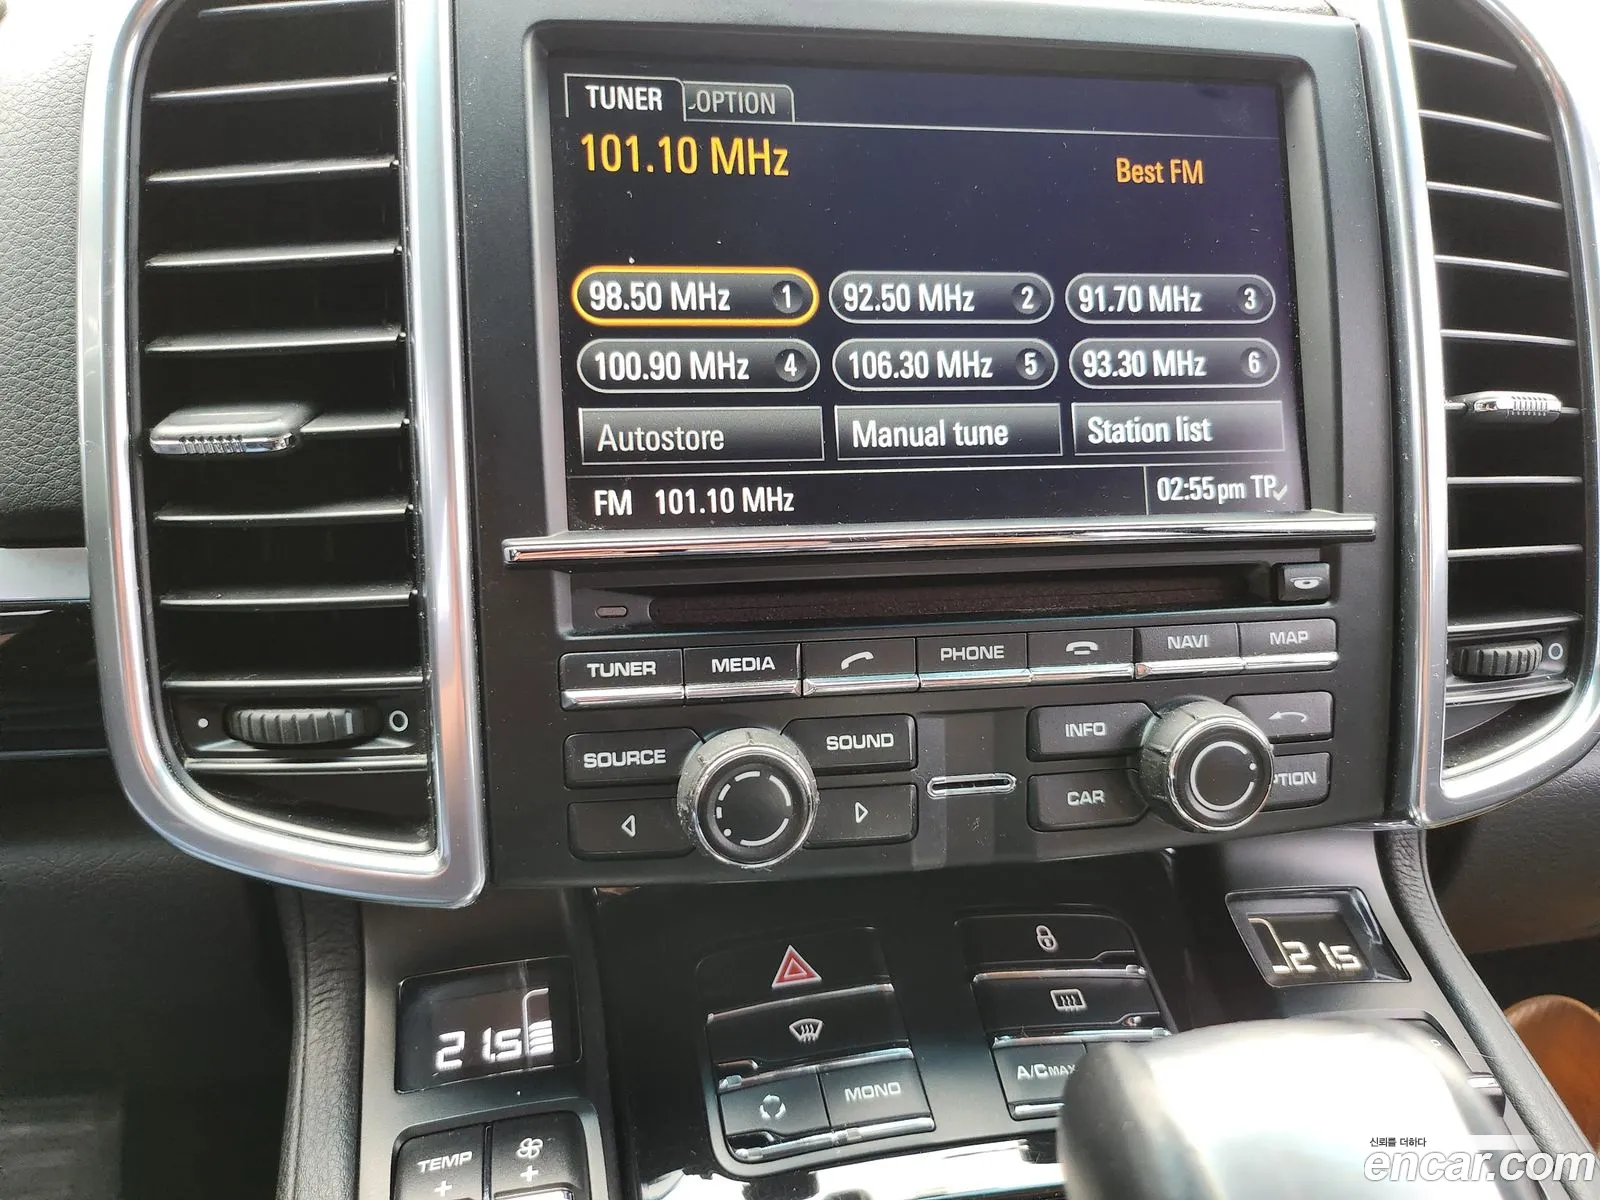 TUNER OPTION
101.10 MHz
Best FM
98.50 MHz 1
92.50 MHz 2
91.70 MHz 3
100.90 MHz 4
106.30 MHz 5
93.30 MHz 6
Autostore
Manual tune
Station list
FM 101.10 MHz
02:55pm TP
TUNER
MEDIA
PHONE
NAVI
MAP
SOURCE
SOUND
INFO
CAR
PTION
21.5
21.5
MONO
A/C MAX
TEMP
+
+
신뢰를 더하다
encar.com